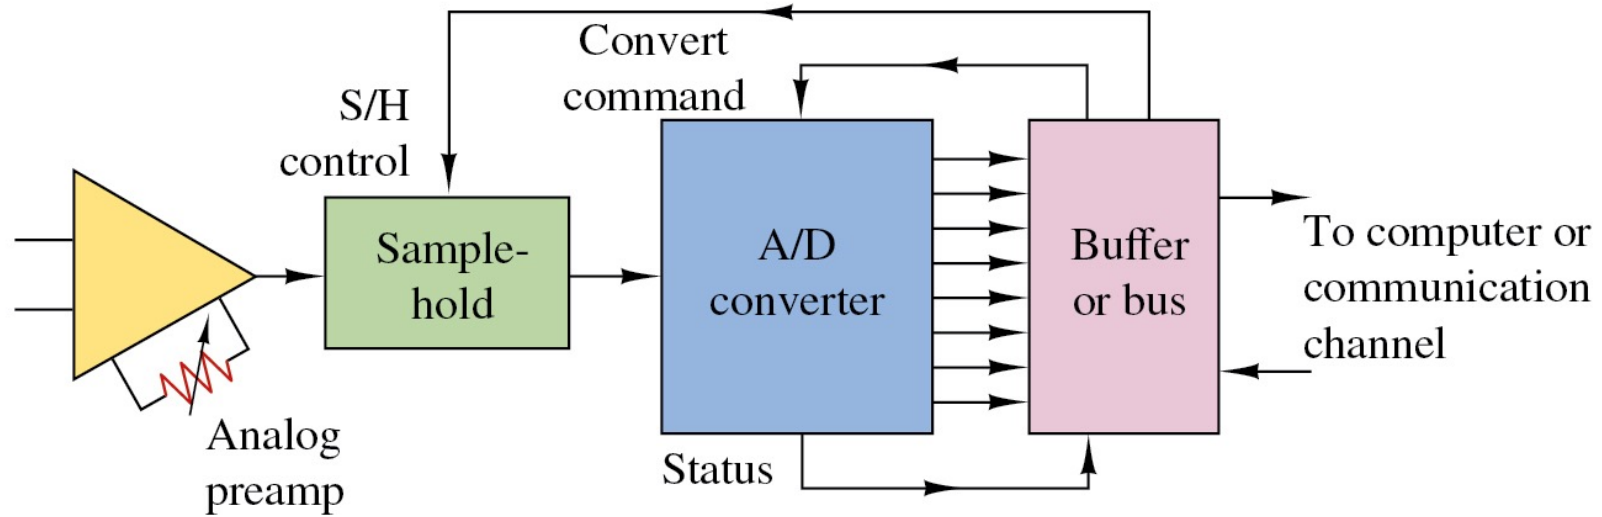 Convert
command
S/H
control
Sample-
hold
A/D
converter
Buffer
or bus
To computer or
communication
channel
Analog
preamp
Status